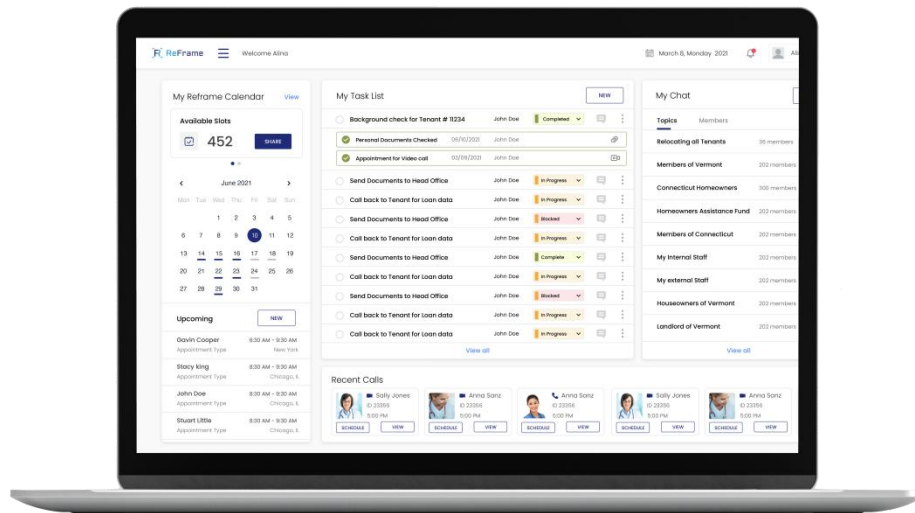 ReFrame
Welcome Alina
March 8, Monday 2021
My Reframe Calendar View
Available Slots
452 SHARE
June 2021
Mon Tue Wed Thu Fri Sat Sun
1 2 3 4 5
6 7 8 9 10 11 12
13 14 15 16 17 18 19
20 21 22 23 24 25 26
27 28 29 30 31
Upcoming NEW
Gavin Cooper 8:30 AM - 9:30 AM
Appointment Type New York
Stacy king 8:30 AM - 9:30 AM
Appointment Type Chicago, IL
John Doe 8:30 AM - 9:30 AM
Appointment Type Chicago, IL
Stuart Little 8:30 AM - 9:30 AM
Appointment Type Chicago, IL
My Task List NEW
Background check for Tenant # 11234 John Doe Completed
Personal Documents Checked 04/10/2021 John Doe
Appointment for Video call 03/09/2021 John Doe
Send Documents to Head Office John Doe In Progress
Call back to Tenant for Loan data John Doe In Progress
Send Documents to Head Office John Doe Blocked
Call back to Tenant for Loan data John Doe In Progress
Send Documents to Head Office John Doe Complete
Call back to Tenant for Loan data John Doe In Progress
Send Documents to Head Office John Doe Blocked
Call back to Tenant for Loan data John Doe In Progress
Call back to Tenant for Loan data John Doe In Progress
View all
My Chat
Topics Members
Relocating all Tenants 36 members
Members of Vermont 202 members
Connecticut Homeowners 306 members
Homeowners Assistance Fund 202 members
Members of Connecticut 202 members
My Internal Staff 202 members
My external Staff 202 members
Houseowners of Vermont 202 members
Landlord of Vermont 202 members
View all
Recent Calls
Sally Jones Anna Sanz Anna Sanz Sally Jones Anna Sanz
ID 23356 ID 23356 ID 23356 ID 23356 ID 23356
5:00 PM 5:00 PM 5:00 PM 5:00 PM 5:00 PM
SCHEDULE VIEW SCHEDULE VIEW SCHEDULE VIEW SCHEDULE VIEW SCHEDULE VIEW